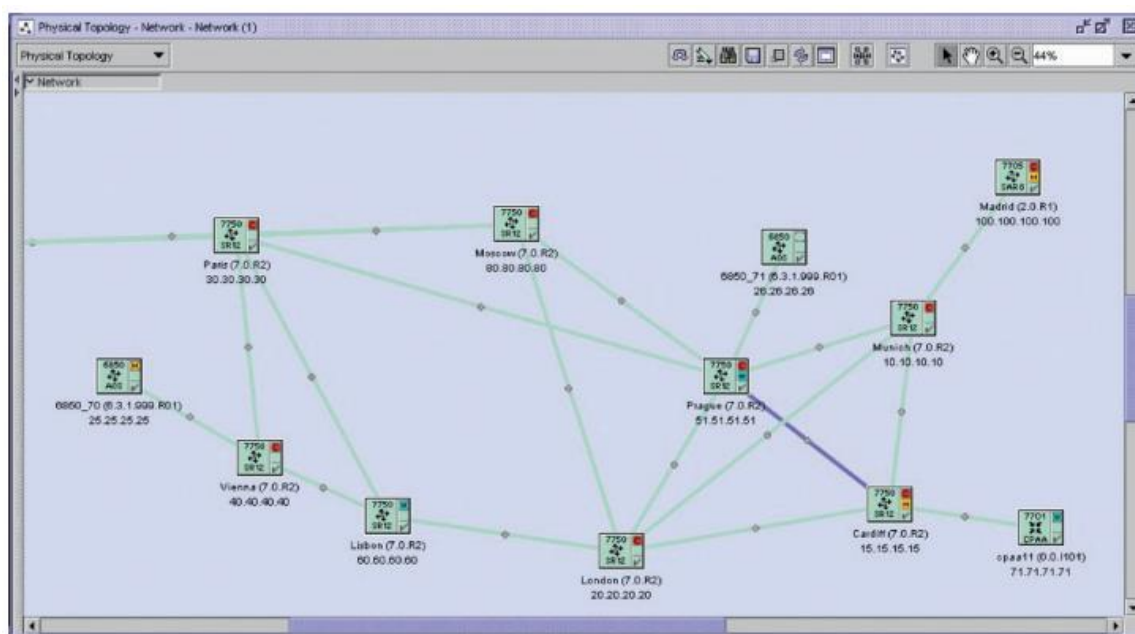 Physical Topology - Network - Network (1)
Physical Topology
44%
Network
7705
SAR 8
Madrid (2.0.R1)
100.100.100.100
7750
SR12
Paris (7.0.R2)
30.30.30.30
7750
SR12
Moscow (7.0.R2)
80.80.80.80
6850
AOS
6850_71 (6.3.1.999.R01)
26.26.26.26
7750
SR12
Munich (7.0.R2)
10.10.10.10
6850
M
AOS
6850_70 (6.3.1.999.R01)
25.25.25.25
7750
SR12
Prague (7.0.R2)
51.51.51.51
7750
SR12
Vienna (7.0.R2)
40.40.40.40
7750
SR12
Lisbon (7.0.R2)
60.60.60.60
7750
SR12
Cardiff (7.0.R2)
15.15.15.15
7701
CPAA
cpaa11 (0.0.I101)
71.71.71.71
7750
SR12
London (7.0.R2)
20.20.20.20